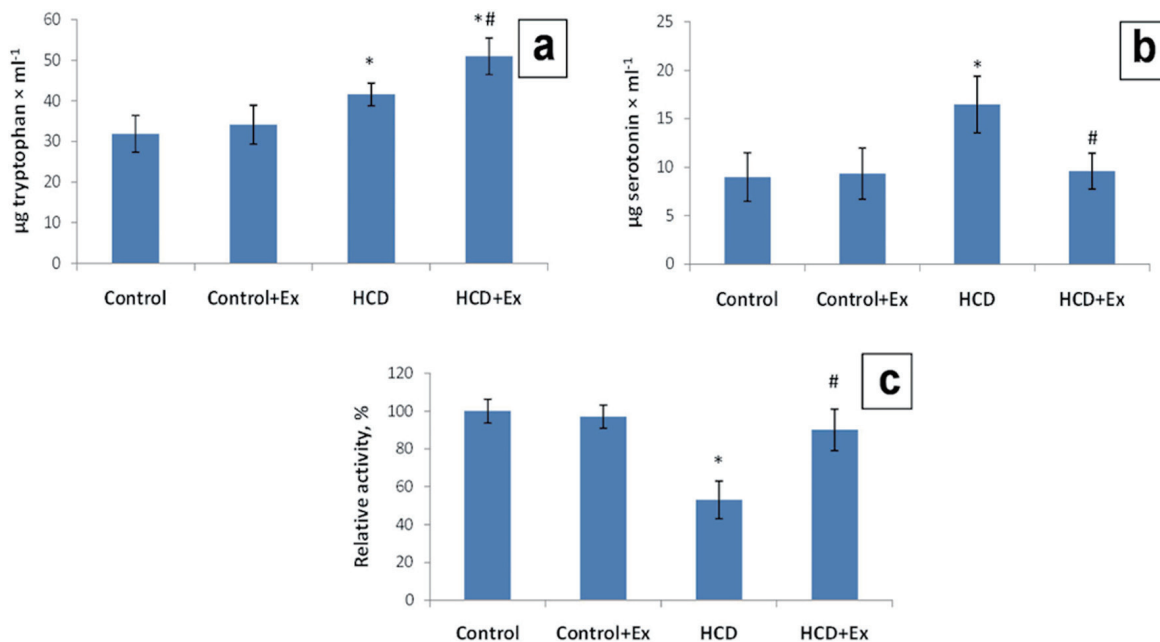 a
µg tryptophan × ml⁻¹
60
50
40
30
20
10
0
*
*#
Control Control+Ex HCD HCD+Ex
b
µg serotonin × ml⁻¹
25
20
15
10
5
0
*
#
Control Control+Ex HCD HCD+Ex
c
Relative activity, %
120
100
80
60
40
20
0
*
#
Control Control+Ex HCD HCD+Ex